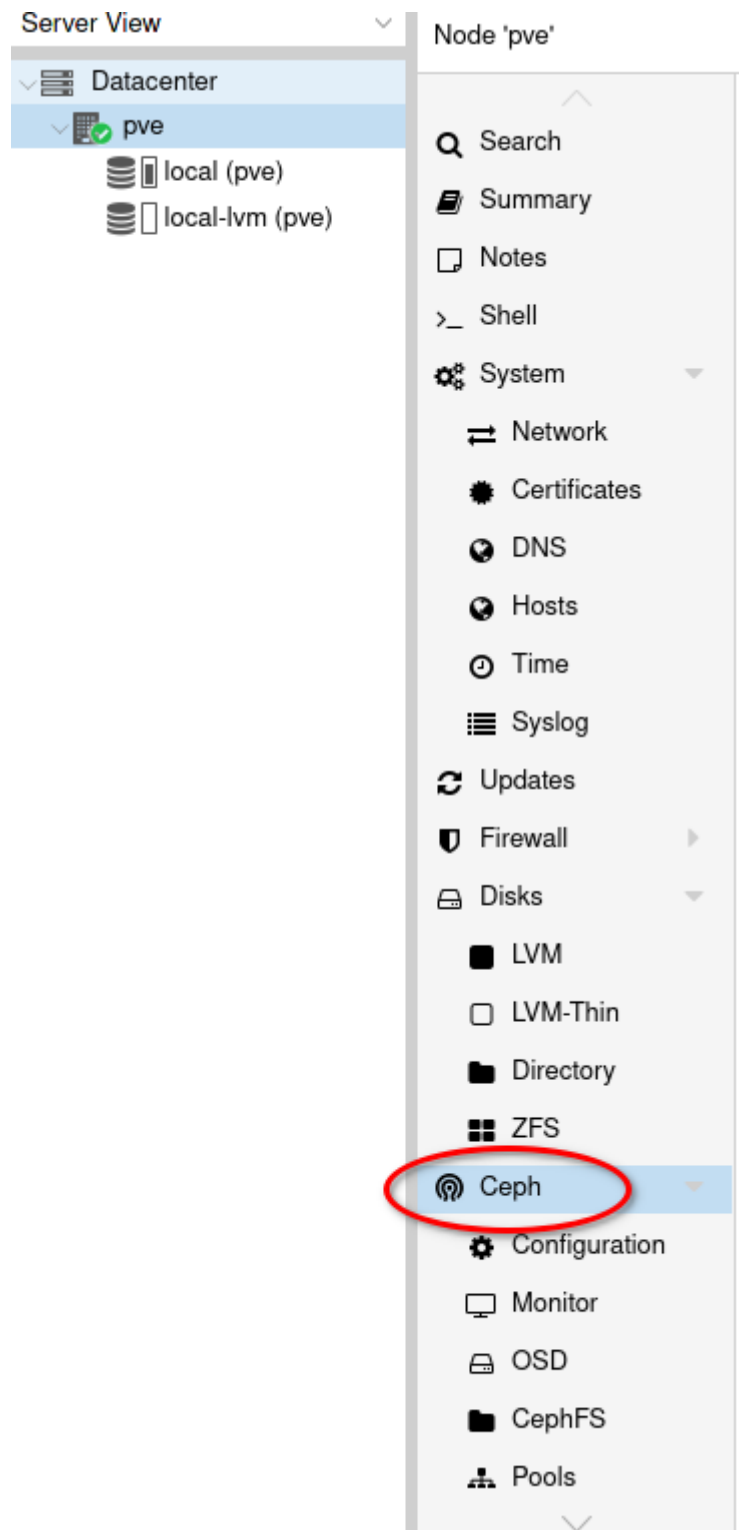 Server View
Datacenter
pve
local (pve)
local-lvm (pve)
Node 'pve'
Search
Summary
Notes
Shell
System
Network
Certificates
DNS
Hosts
Time
Syslog
Updates
Firewall
Disks
LVM
LVM-Thin
Directory
ZFS
Ceph
Configuration
Monitor
OSD
CephFS
Pools